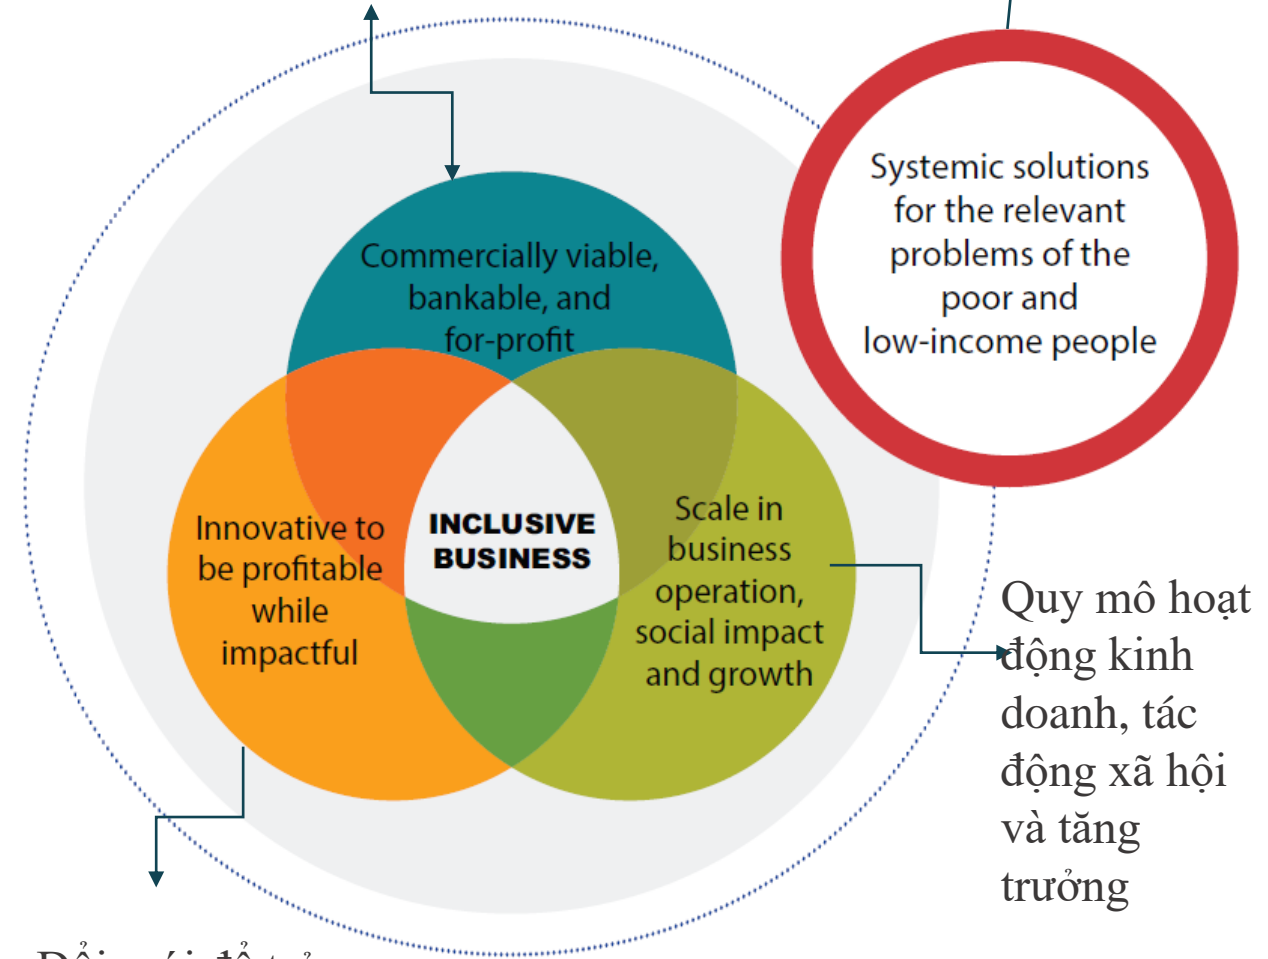 Systemic solutions
for the relevant
problems of the
poor and
low-income people
Commercially viable,
bankable, and
for-profit
Innovative to
be profitable
while
impactful
INCLUSIVE
BUSINESS
Scale in
business
operation,
social impact
and growth
Quy mô hoạt
động kinh
doanh, tác
động xã hội
và tăng
trưởng